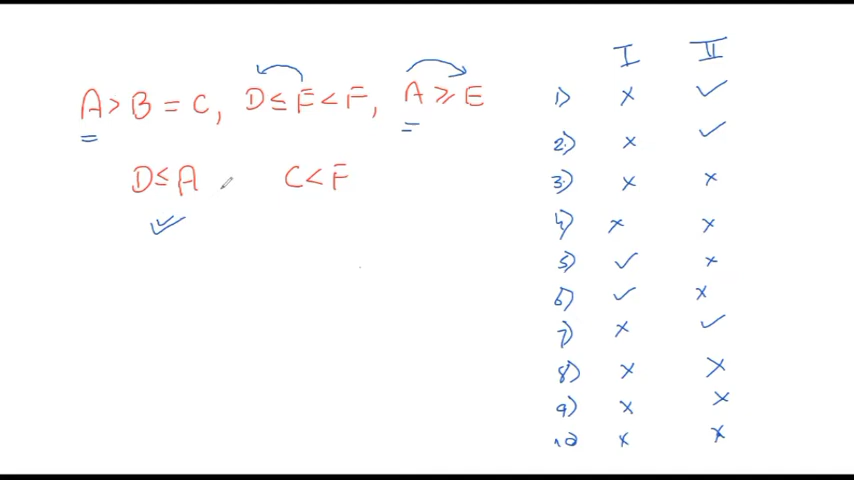 A > B = C, D ≤ E < F, A ≥ E
D ≤ A C < F
I II
1) × ✓
2) × ✓
3) × ×
4) × ×
5) ✓ ×
6) ✓ ×
7) × ✓
8) × ×
9) × ×
10) × ×